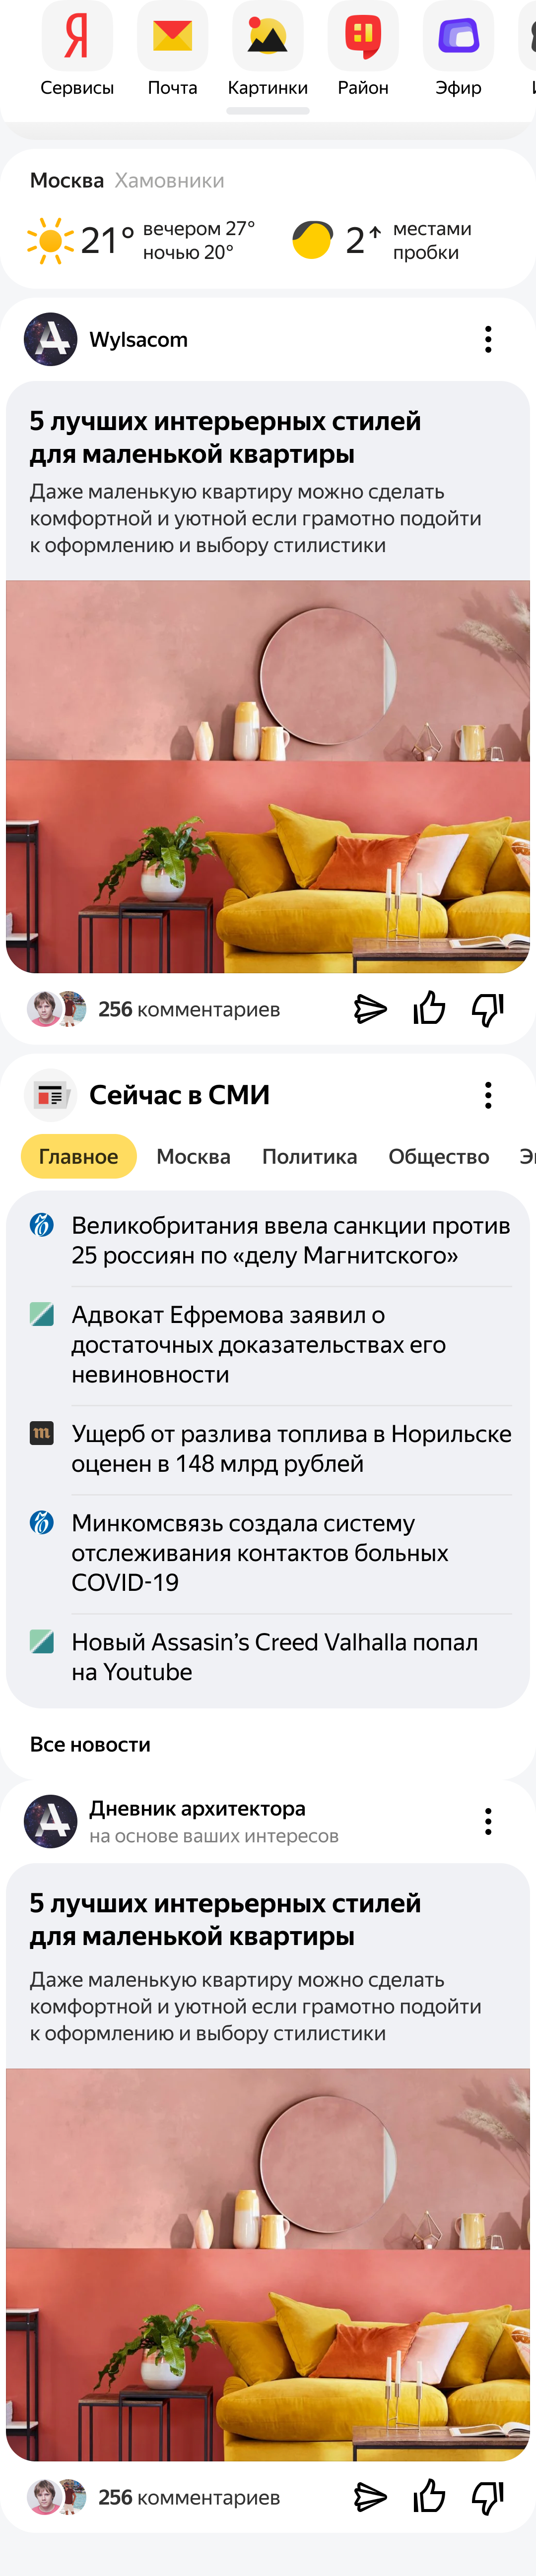 Сервисы Почта Картинки Район Эфир
Москва Хамовники
21° вечером 27°
ночью 20°
2 местами
пробки
Wylsacom
5 лучших интерьерных стилей
для маленькой квартиры
Даже маленькую квартиру можно сделать
комфортной и уютной если грамотно подойти
к оформлению и выбору стилистики
256 комментариев
Сейчас в СМИ
Главное Москва Политика Общество
Великобритания ввела санкции против
25 россиян по «делу Магнитского»
Адвокат Ефремова заявил о
достаточных доказательствах его
невиновности
Ущерб от разлива топлива в Норильске
оценен в 148 млрд рублей
Минкомсвязь создала систему
отслеживания контактов больных
COVID-19
Новый Assasin’s Creed Valhalla попал
на Youtube
Все новости
Дневник архитектора
на основе ваших интересов
5 лучших интерьерных стилей
для маленькой квартиры
Даже маленькую квартиру можно сделать
комфортной и уютной если грамотно подойти
к оформлению и выбору стилистики
256 комментариев